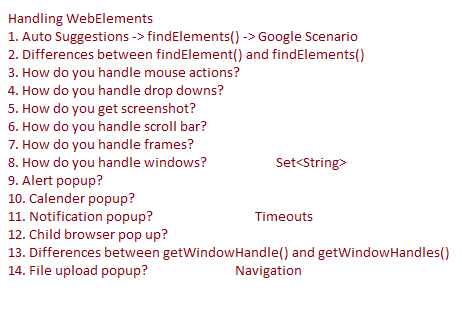 Handling WebElements
1. Auto Suggestions -> findElements() -> Google Scenario
2. Differences between findElement() and findElements()
3. How do you handle mouse actions?
4. How do you handle drop downs?
5. How do you get screenshot?
6. How do you handle scroll bar?
7. How do you handle frames?
8. How do you handle windows? Set<String>
9. Alert popup?
10. Calender popup?
11. Notification popup? Timeouts
12. Child browser pop up?
13. Differences between getWindowHandle() and getWindowHandles()
14. File upload popup? Navigation